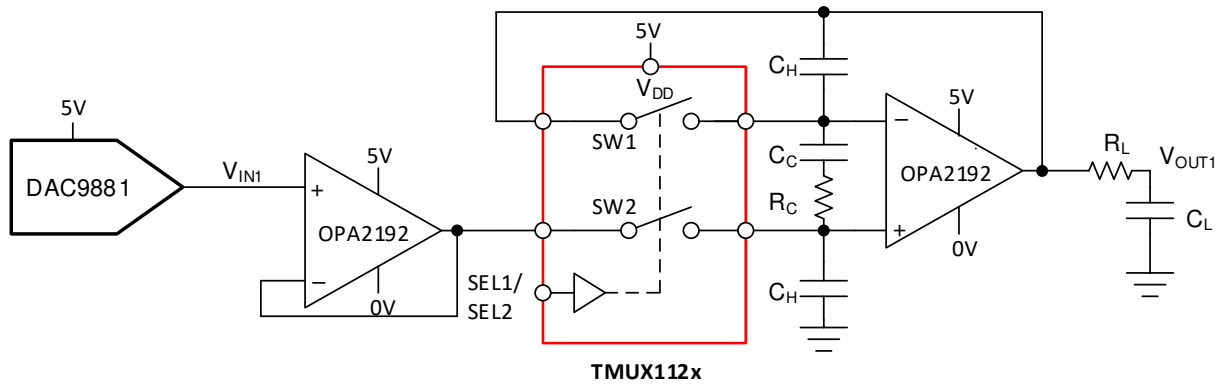 5V
DAC9881
V_IN1
+
5V
OPA2192
−
0V
5V
V_DD
SW1
SW2
SEL1/
SEL2
TMUX112x
C_H
C_C
R_C
C_H
−
5V
OPA2192
+
0V
R_L
V_OUT1
C_L